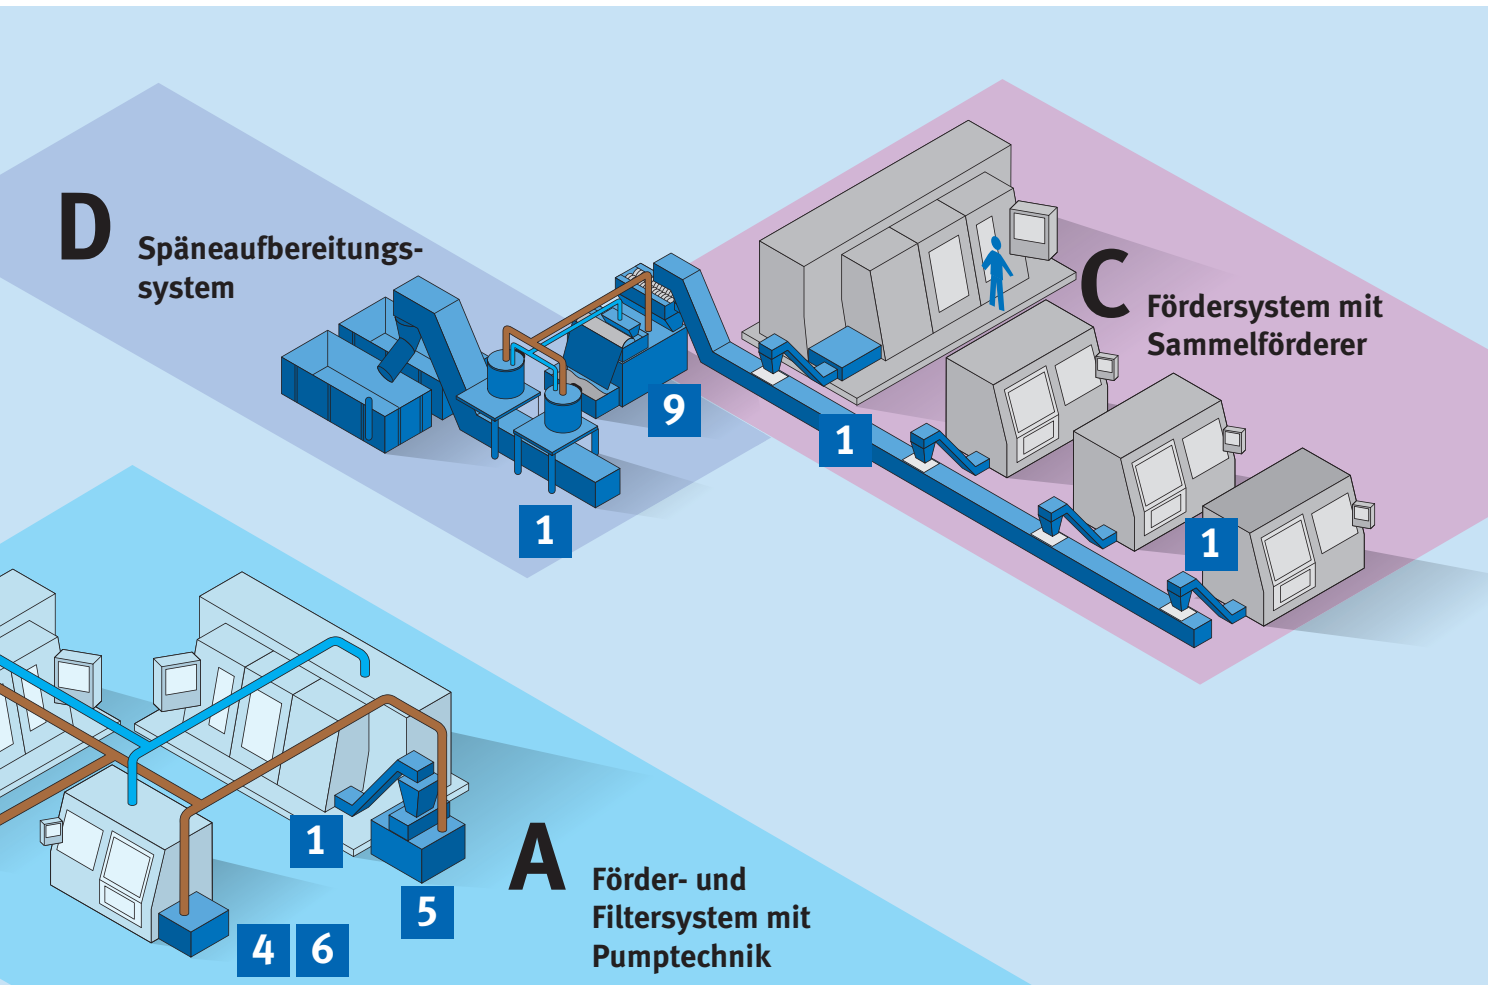 D
Späneaufbereitungs-
system
C
Fördersystem mit
Sammelförderer
9
1
1
1
1
5
4 6
A
Förder- und
Filtersystem mit
Pumptechnik